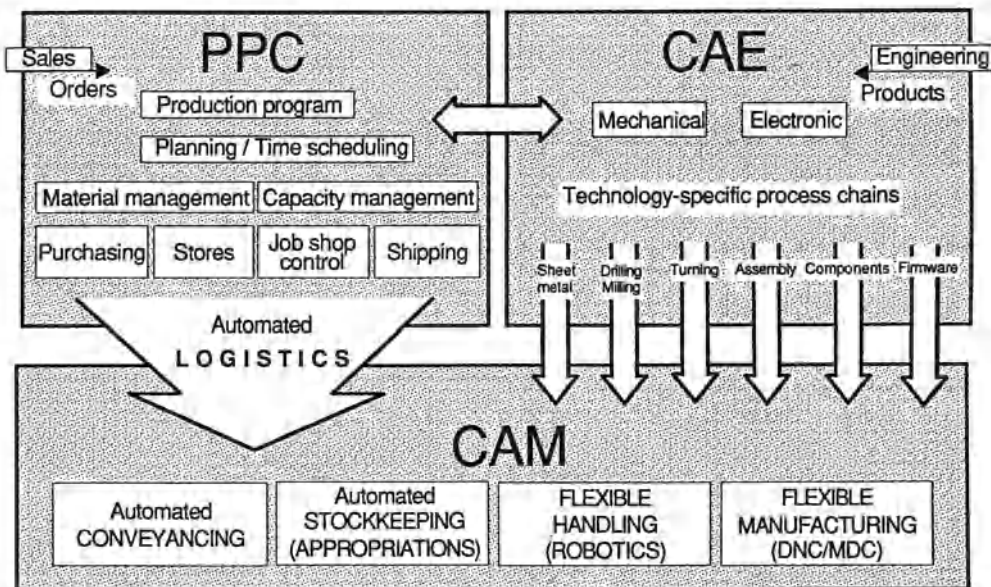 PPC
Sales
Orders
Production program
Planning / Time scheduling
Material management
Capacity management
Purchasing
Stores
Job shop
control
Shipping
Automated
LOGISTICS
CAE
Engineering
Products
Mechanical
Electronic
Technology-specific process chains
Sheet
metal
Drilling
Milling
Turning
Assembly
Components
Firmware
CAM
Automated
CONVEYANCING
Automated
STOCKKEEPING
(APPROPRIATIONS)
FLEXIBLE
HANDLING
(ROBOTICS)
FLEXIBLE
MANUFACTURING
(DNC/MDC)